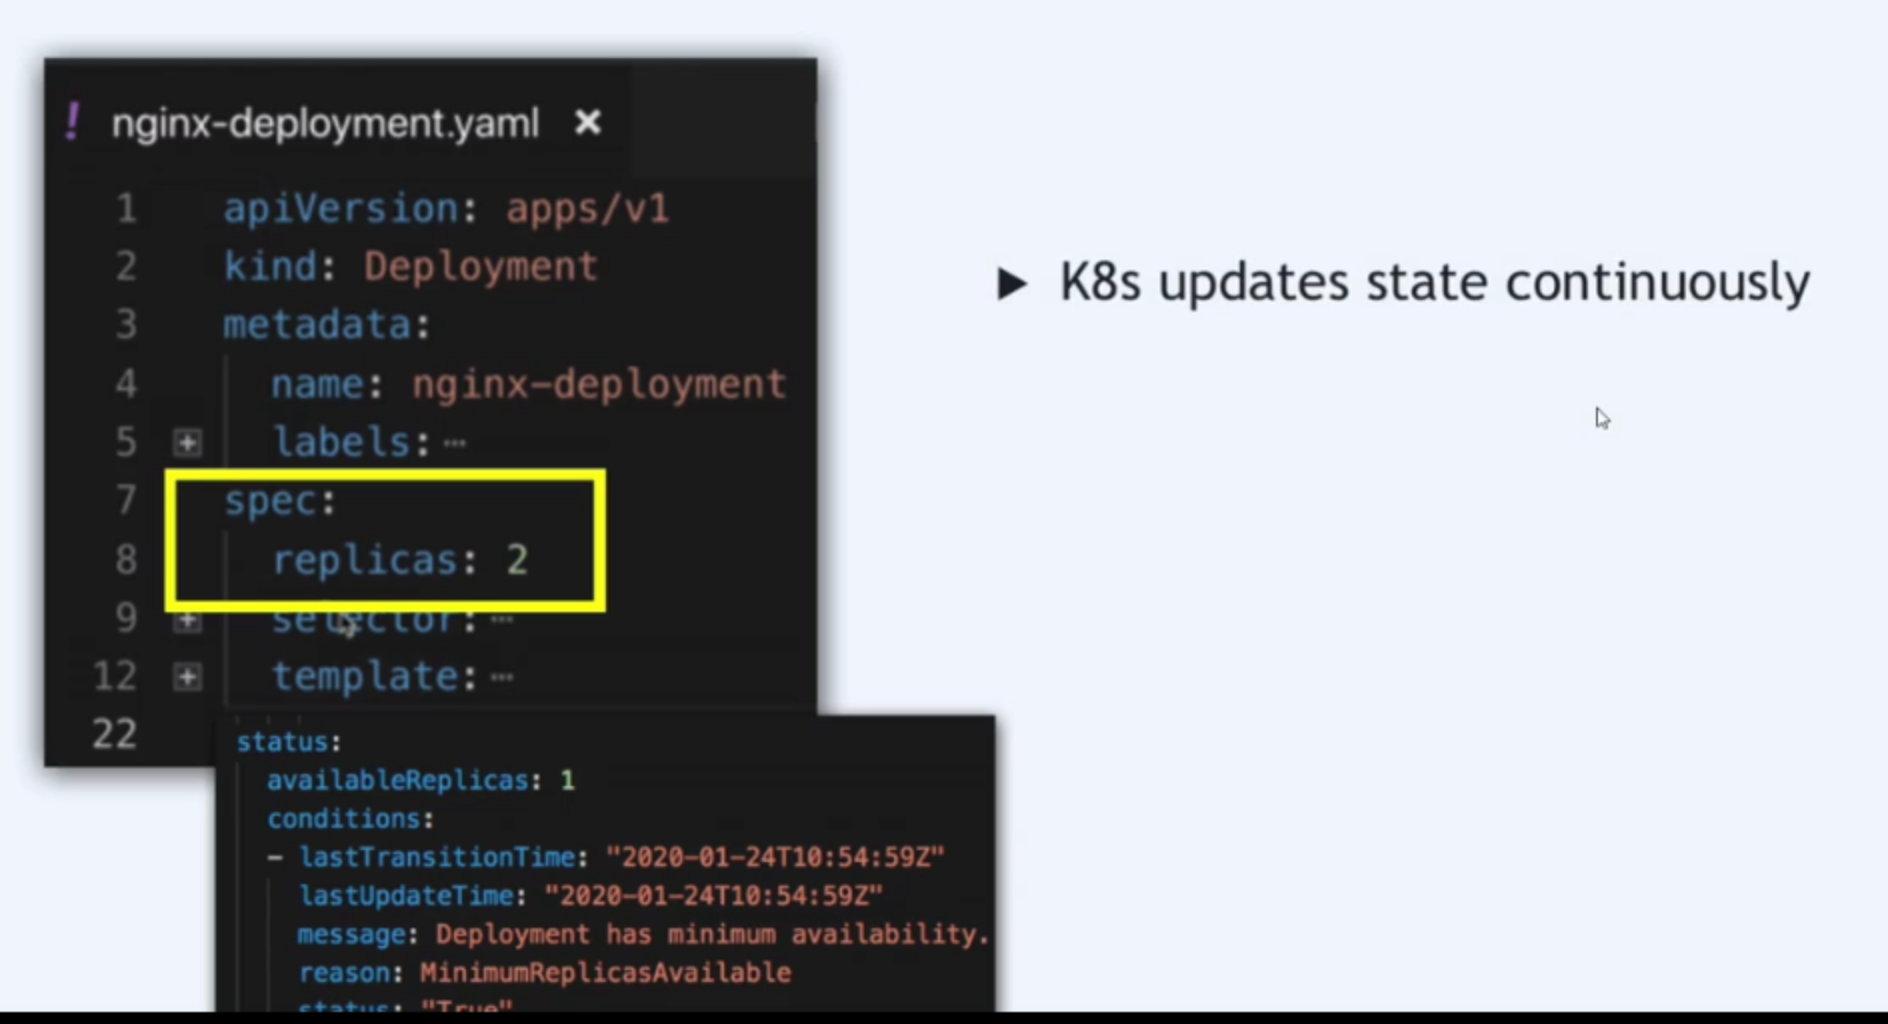 ! nginx-deployment.yaml ×
1 apiVersion: apps/v1
2 kind: Deployment
3 metadata:
4 name: nginx-deployment
5 + labels: ⋯
7 spec:
8 replicas: 2
9 + selector: ⋯
12 + template: ⋯
22
status:
availableReplicas: 1
conditions:
- lastTransitionTime: "2020-01-24T10:54:59Z"
lastUpdateTime: "2020-01-24T10:54:59Z"
message: Deployment has minimum availability.
reason: MinimumReplicasAvailable
status: "True"
▶ K8s updates state continuously